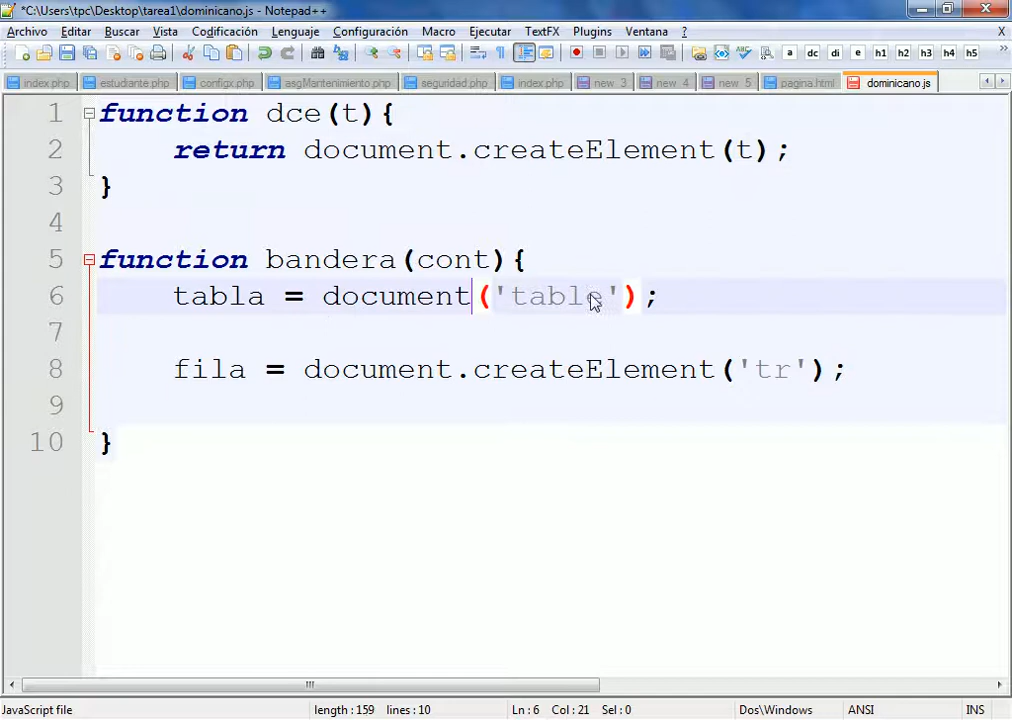 *C:\Users\tpc\Desktop\tarea1\dominicano.js - Notepad++
Archivo Editar Buscar Vista Codificación Lenguaje Configuración Macro Ejecutar TextFX Plugins Ventana ? X
a dc di e h1 h2 h3 h4 h5
index.php estudiante.php configx.php asgMantenimiento.php seguridad.php index.php new 3 new 4 new 5 pagina.html dominicano.js
1 function dce(t){
2 return document.createElement(t);
3 }
4
5 function bandera(cont){
6 tabla = document('table');
7
8 fila = document.createElement('tr');
9
10 }
JavaScript file length : 159 lines : 10 Ln : 6 Col : 21 Sel : 0 Dos\Windows ANSI INS